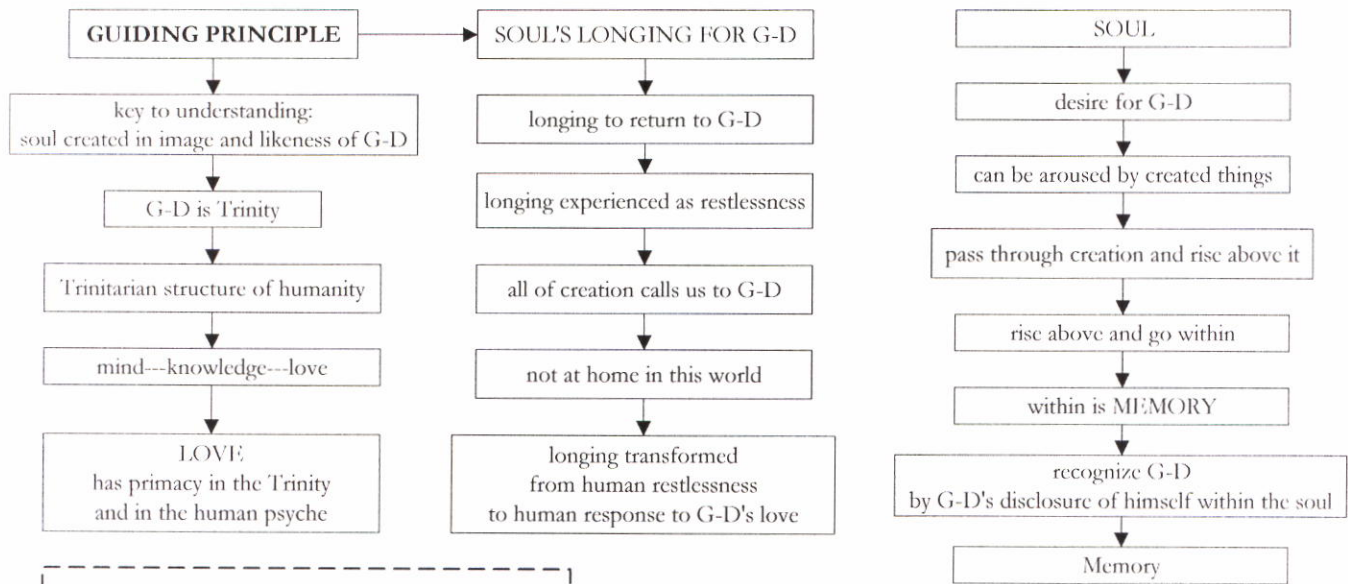 GUIDING PRINCIPLE
key to understanding:
soul created in image and likeness of G-D
G-D is Trinity
Trinitarian structure of humanity
mind---knowledge---love
LOVE
has primacy in the Trinity
and in the human psyche
SOUL'S LONGING FOR G-D
longing to return to G-D
longing experienced as restlessness
all of creation calls us to G-D
not at home in this world
longing transformed
from human restlessness
to human response to G-D's love
SOUL
desire for G-D
can be aroused by created things
pass through creation and rise above it
rise above and go within
within is MEMORY
recognize G-D
by G-D's disclosure of himself within the soul
Memory